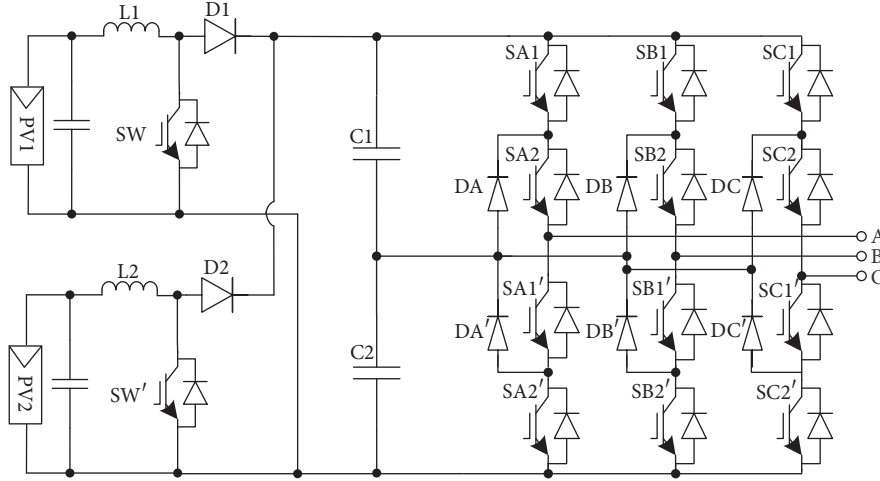 L1
D1
PV1
SW
C1
SA1
SB1
SC1
SA2
SB2
SC2
DA
DB
DC
A
B
C
L2
D2
PV2
SW′
C2
SA1′
SB1′
SC1′
DA′
DB′
DC′
SA2′
SB2′
SC2′